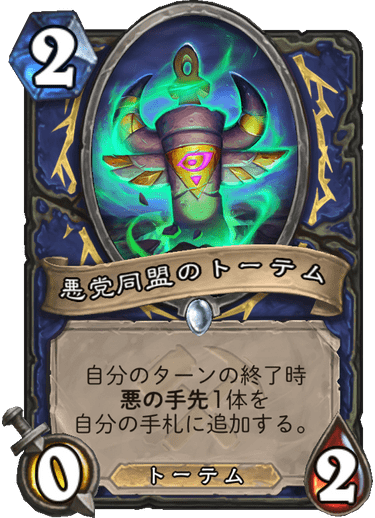 2
悪党同盟のトーテム
自分のターンの終了時
悪の手先1体を
自分の手札に追加する。
トーテム
0
2